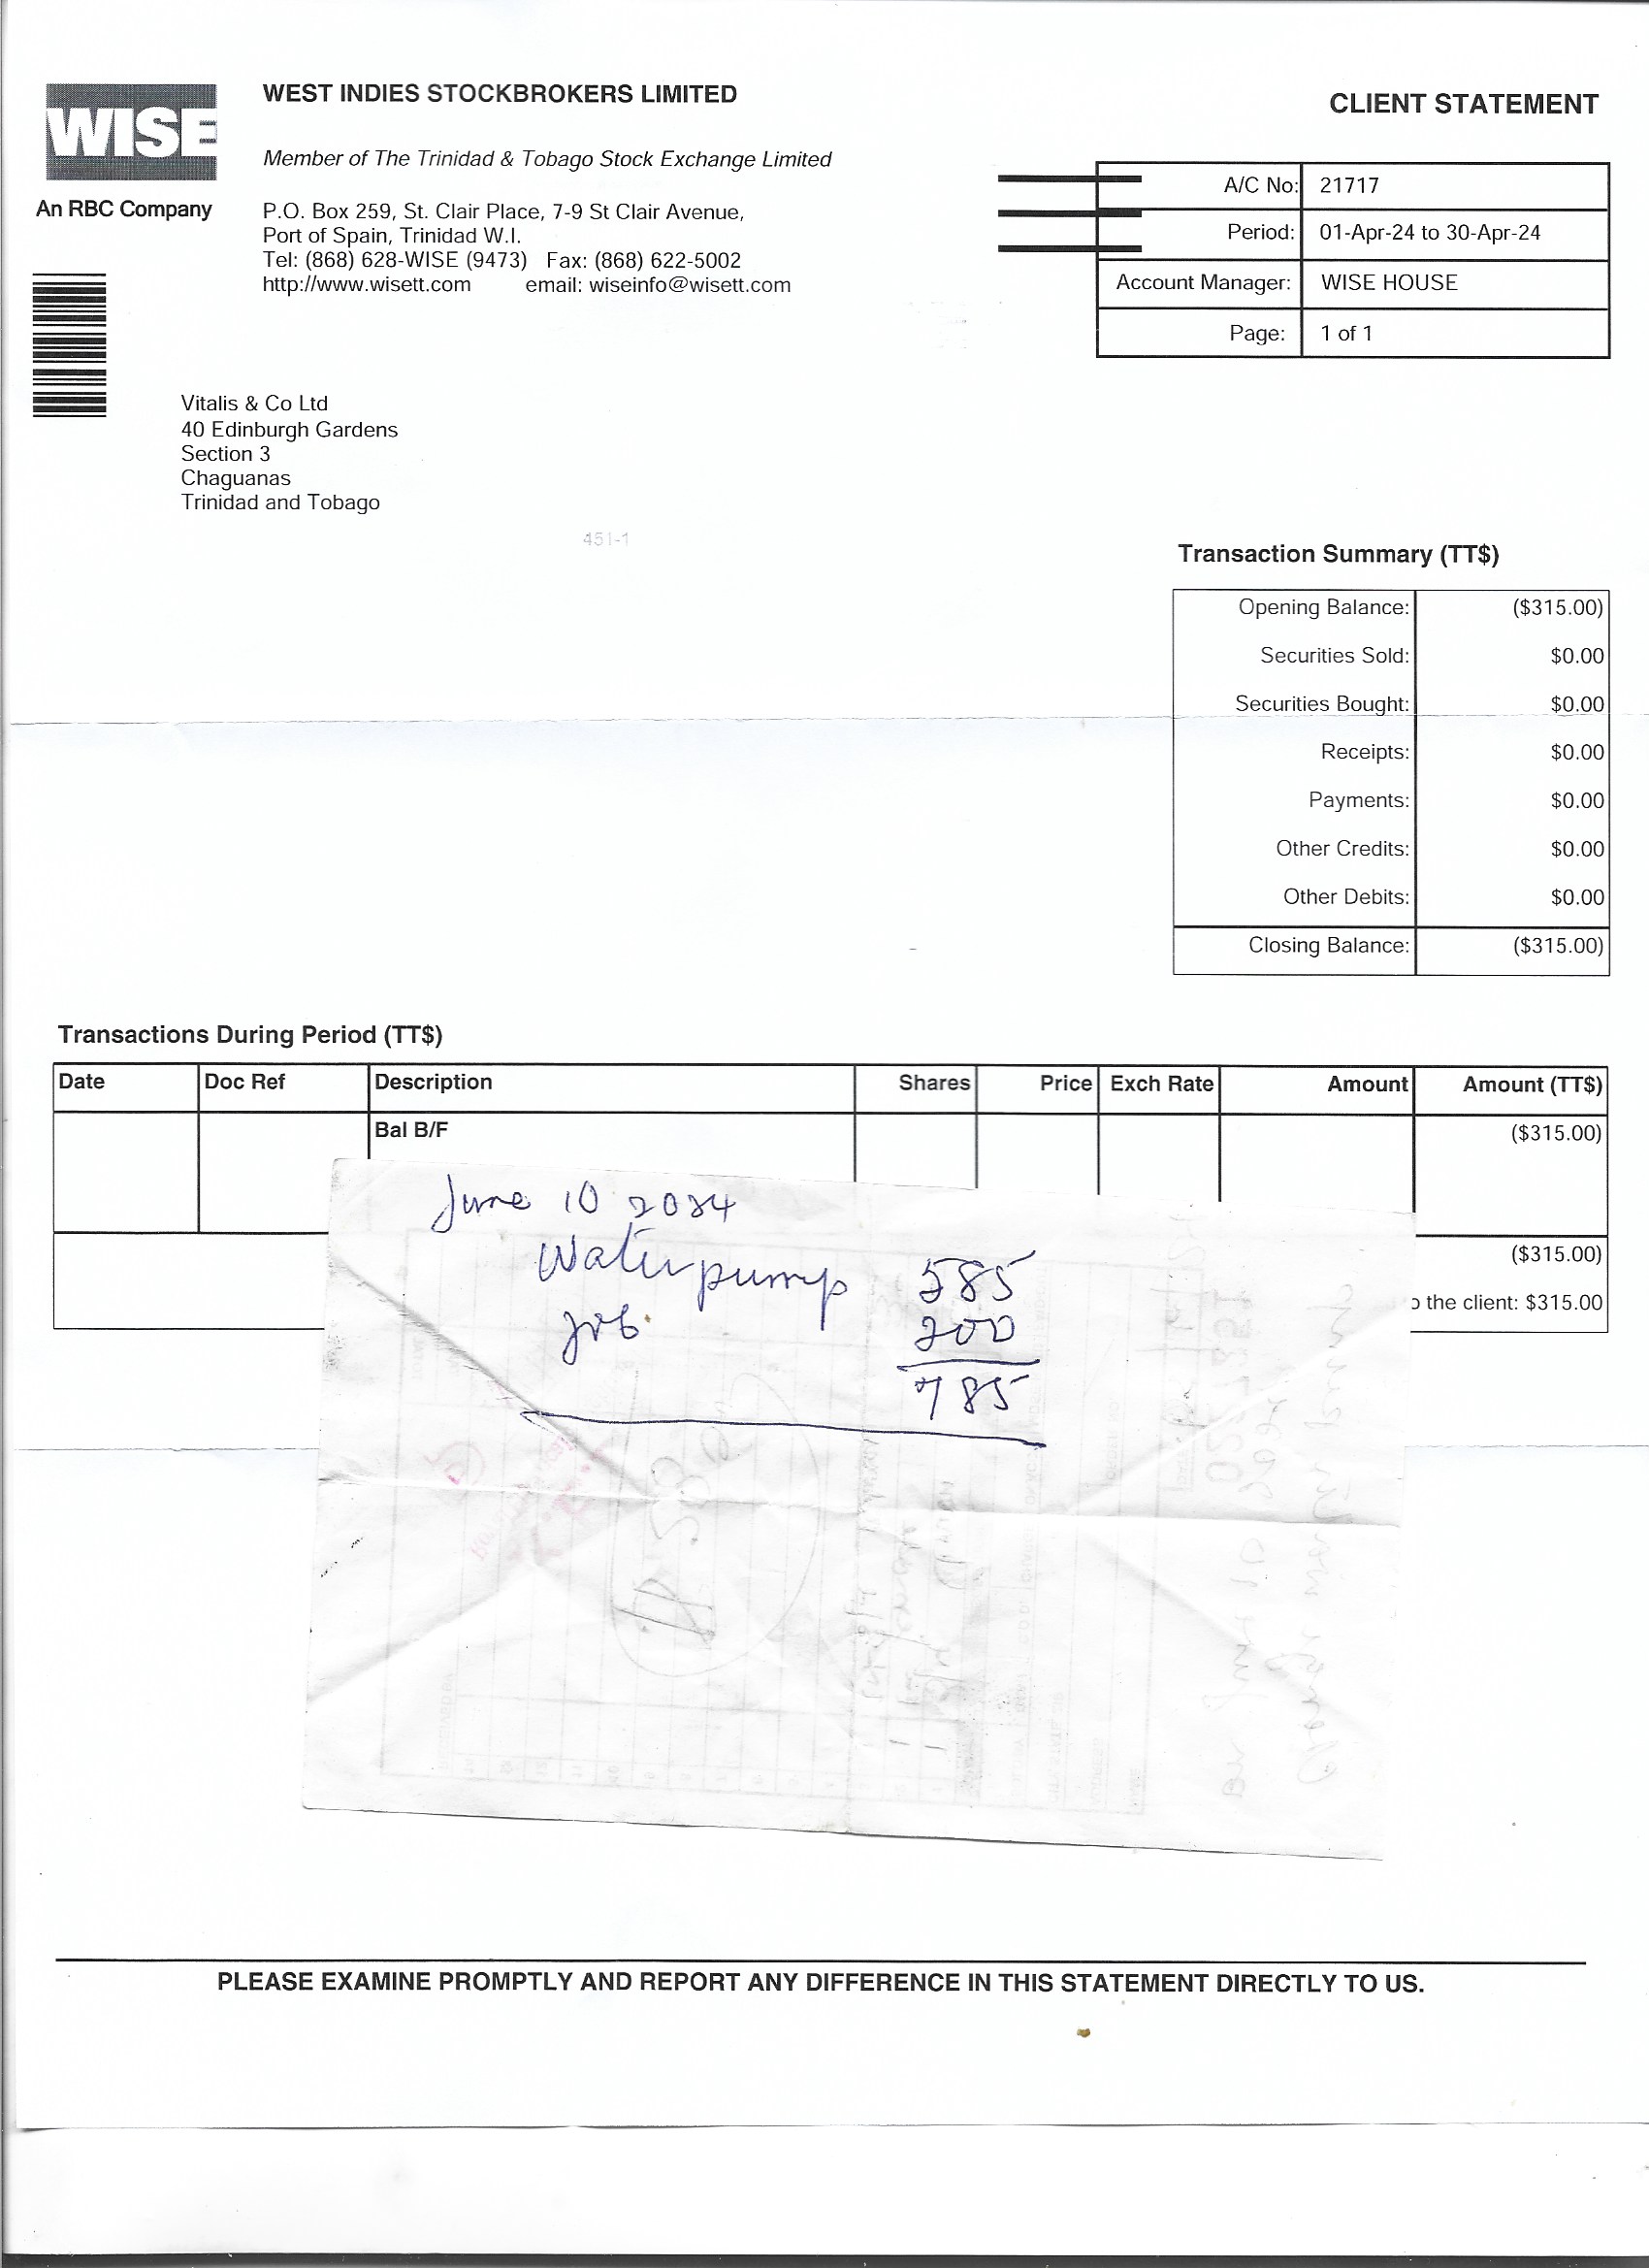 WISE
An RBC Company
WEST INDIES STOCKBROKERS LIMITED
Member of The Trinidad & Tobago Stock Exchange Limited
P.O. Box 259, St. Clair Place, 7-9 St Clair Avenue,
Port of Spain, Trinidad W.I.
Tel: (868) 628-WISE (9473) Fax: (868) 622-5002
http://www.wisett.com email: wiseinfo@wisett.com
CLIENT STATEMENT
A/C No: 21717
Period: 01-Apr-24 to 30-Apr-24
Account Manager: WISE HOUSE
Page: 1 of 1
Vitalis & Co Ltd
40 Edinburgh Gardens
Section 3
Chaguanas
Trinidad and Tobago
451-1
Transaction Summary (TT$)
Opening Balance: ($315.00)
Securities Sold: $0.00
Securities Bought: $0.00
Receipts: $0.00
Payments: $0.00
Other Credits: $0.00
Other Debits: $0.00
Closing Balance: ($315.00)
Transactions During Period (TT$)
Date Doc Ref Description Shares Price Exch Rate Amount Amount (TT$)
Bal B/F ($315.00)
($315.00)
the client: $315.00
June 10 2024
Water pump 585
job 200
785
PLEASE EXAMINE PROMPTLY AND REPORT ANY DIFFERENCE IN THIS STATEMENT DIRECTLY TO US.